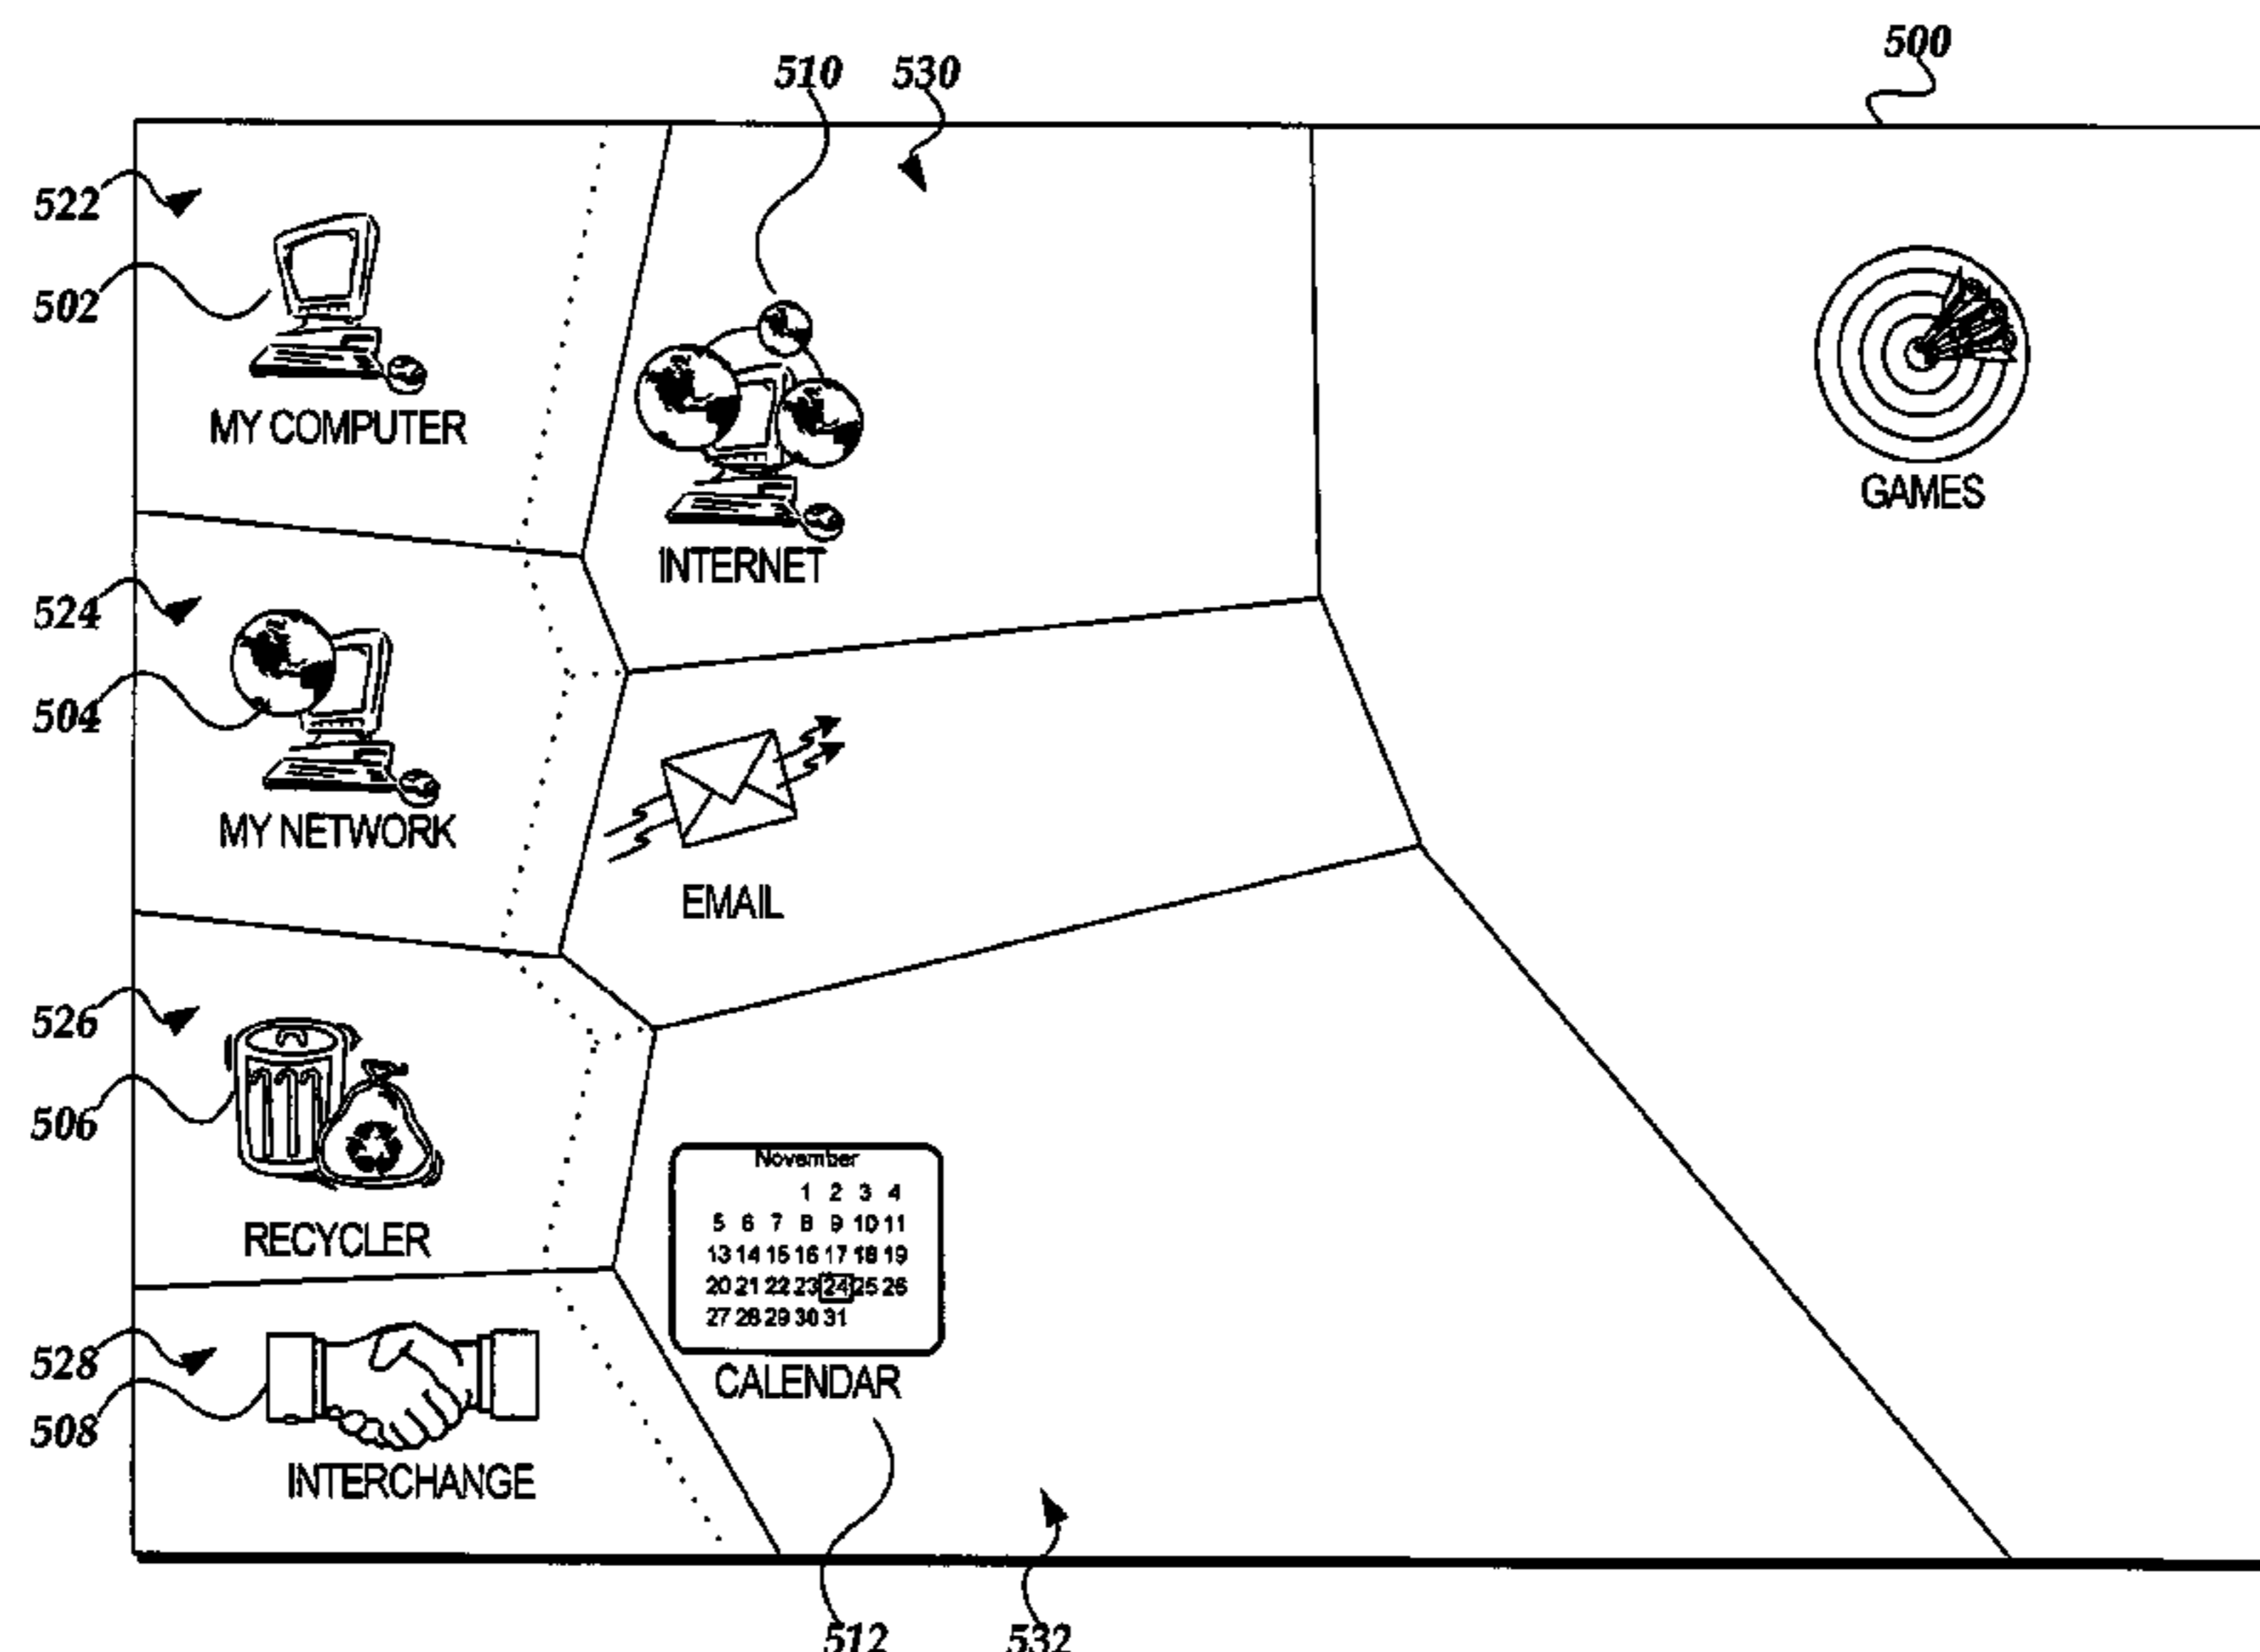 500
510 530
522
502
MY COMPUTER
GAMES
INTERNET
524
504
MY NETWORK
EMAIL
526
506
RECYCLER
November
1 2 3 4
5 6 7 8 9 10 11
13 14 15 16 17 18 19
20 21 22 23 24 25 26
27 28 29 30 31
CALENDAR
528
508
INTERCHANGE
512 532